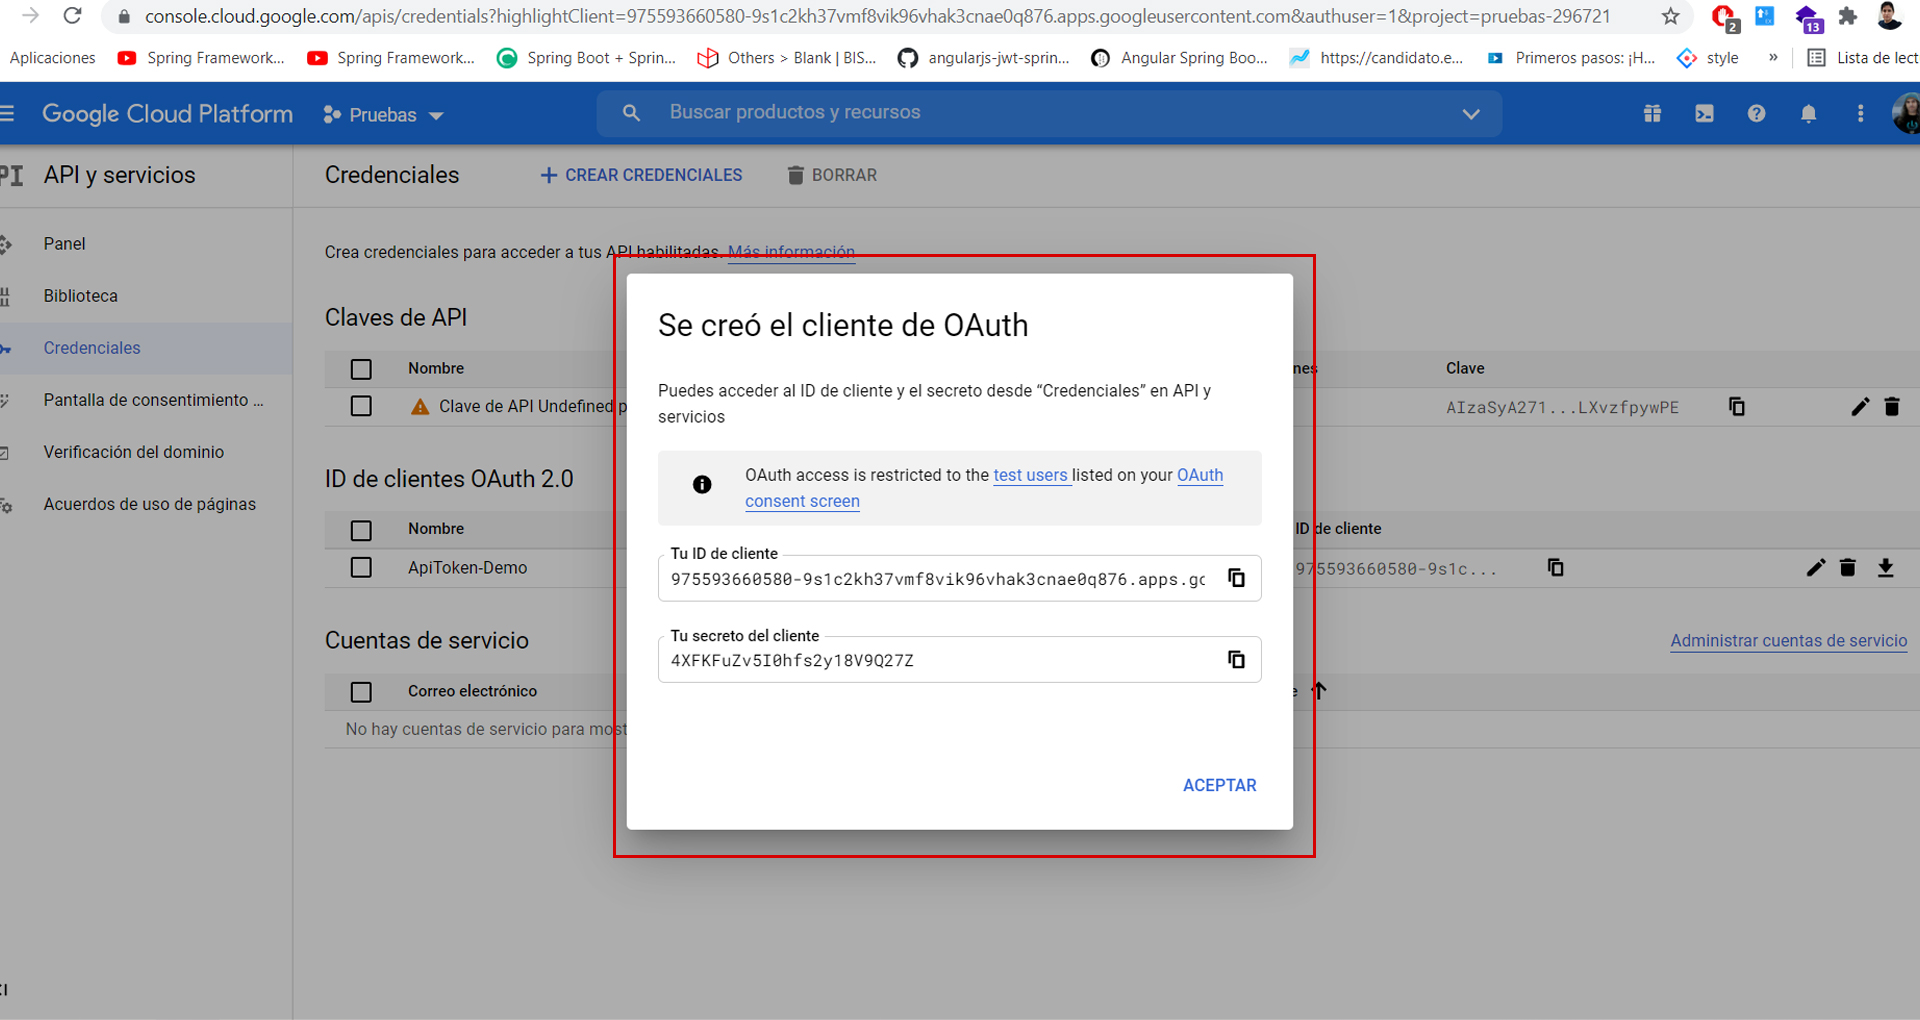 console.cloud.google.com/apis/credentials?highlightClient=975593660580-9s1c2kh37vmf8vik96vhak3cnae0q876.apps.googleusercontent.com&authuser=1&project=pruebas-296721
2
13
Aplicaciones
Spring Framework...
Spring Framework...
Spring Boot + Sprin...
Others > Blank | BIS...
angularjs-jwt-sprin...
Angular Spring Boo...
https://candidato.e...
Primeros pasos: ¡H...
style
»
Lista de lect
Google Cloud Platform
Pruebas
Buscar productos y recursos
PI
API y servicios
Credenciales
+ CREAR CREDENCIALES
BORRAR
Panel
Biblioteca
Credenciales
Pantalla de consentimiento ...
Verificación del dominio
Acuerdos de uso de páginas
Crea credenciales para acceder a tus API habilitadas. Más información
Claves de API
Nombre
nes
Clave
Clave de API Undefined p
AIzaSyA271...LXvzfpywPE
ID de clientes OAuth 2.0
Nombre
ID de cliente
ApiToken-Demo
975593660580-9s1c...
Cuentas de servicio
Administrar cuentas de servicio
Correo electrónico
e
No hay cuentas de servicio para most
Se creó el cliente de OAuth
Puedes acceder al ID de cliente y el secreto desde “Credenciales” en API y
servicios
OAuth access is restricted to the test users listed on your OAuth
consent screen
Tu ID de cliente
975593660580-9s1c2kh37vmf8vik96vhak3cnae0q876.apps.gc
Tu secreto del cliente
4XFKFuZv5I0hfs2y18V9Q27Z
ACEPTAR